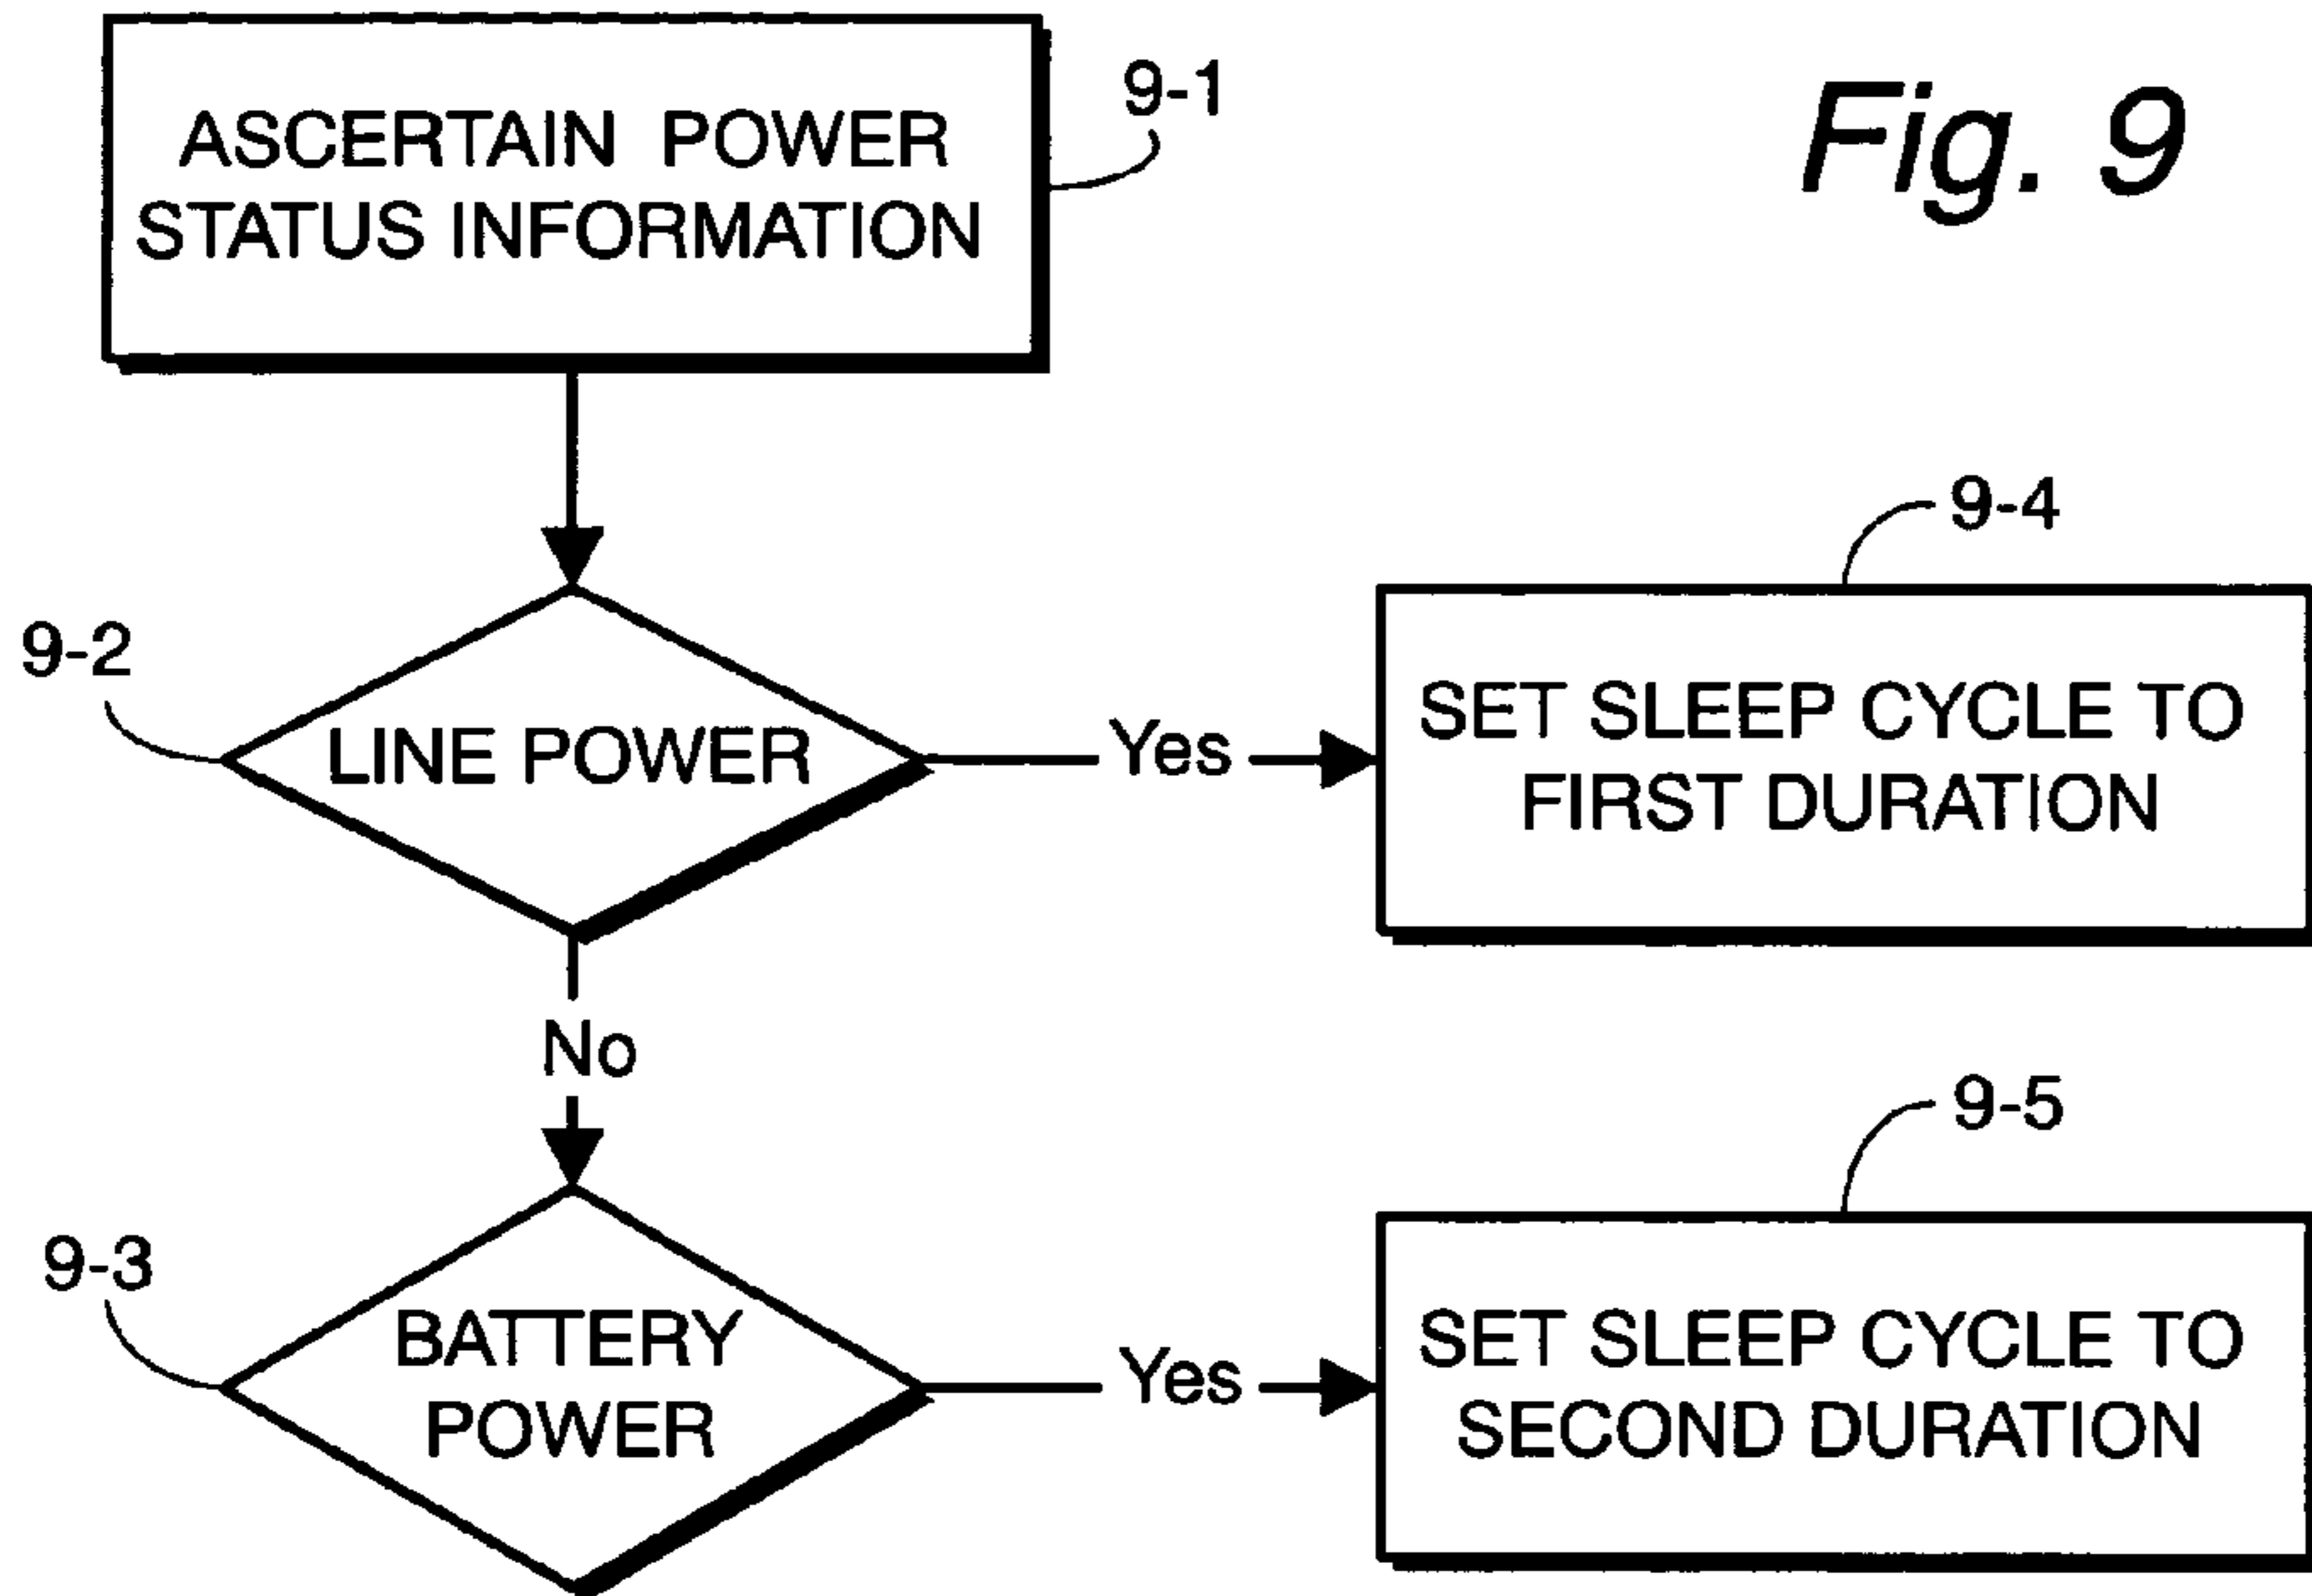 Fig. 9
ASCERTAIN POWER
STATUS INFORMATION
9-1
9-2
LINE POWER
Yes
9-4
SET SLEEP CYCLE TO
FIRST DURATION
No
9-3
BATTERY
POWER
Yes
9-5
SET SLEEP CYCLE TO
SECOND DURATION